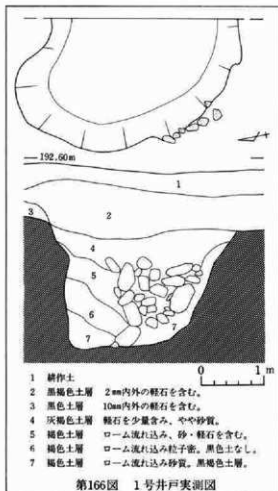 192.60m
1
2
3
4
5
6
7
7
0 1m
1 耕作土
2 黒褐色土層 2mm内外の軽石を含む。
3 黒色土層 10mm内外の軽石を含む。
4 灰褐色土層 軽石を少量含み、やや砂質。
5 褐色土層 ローム流れ込み、砂・軽石を含む。
6 褐色土層 ローム流れ込み粒子密。黒色土なし。
7 褐色土層 ローム流れ込み砂質。黒褐色土層。
第166図 1号井戸実測図